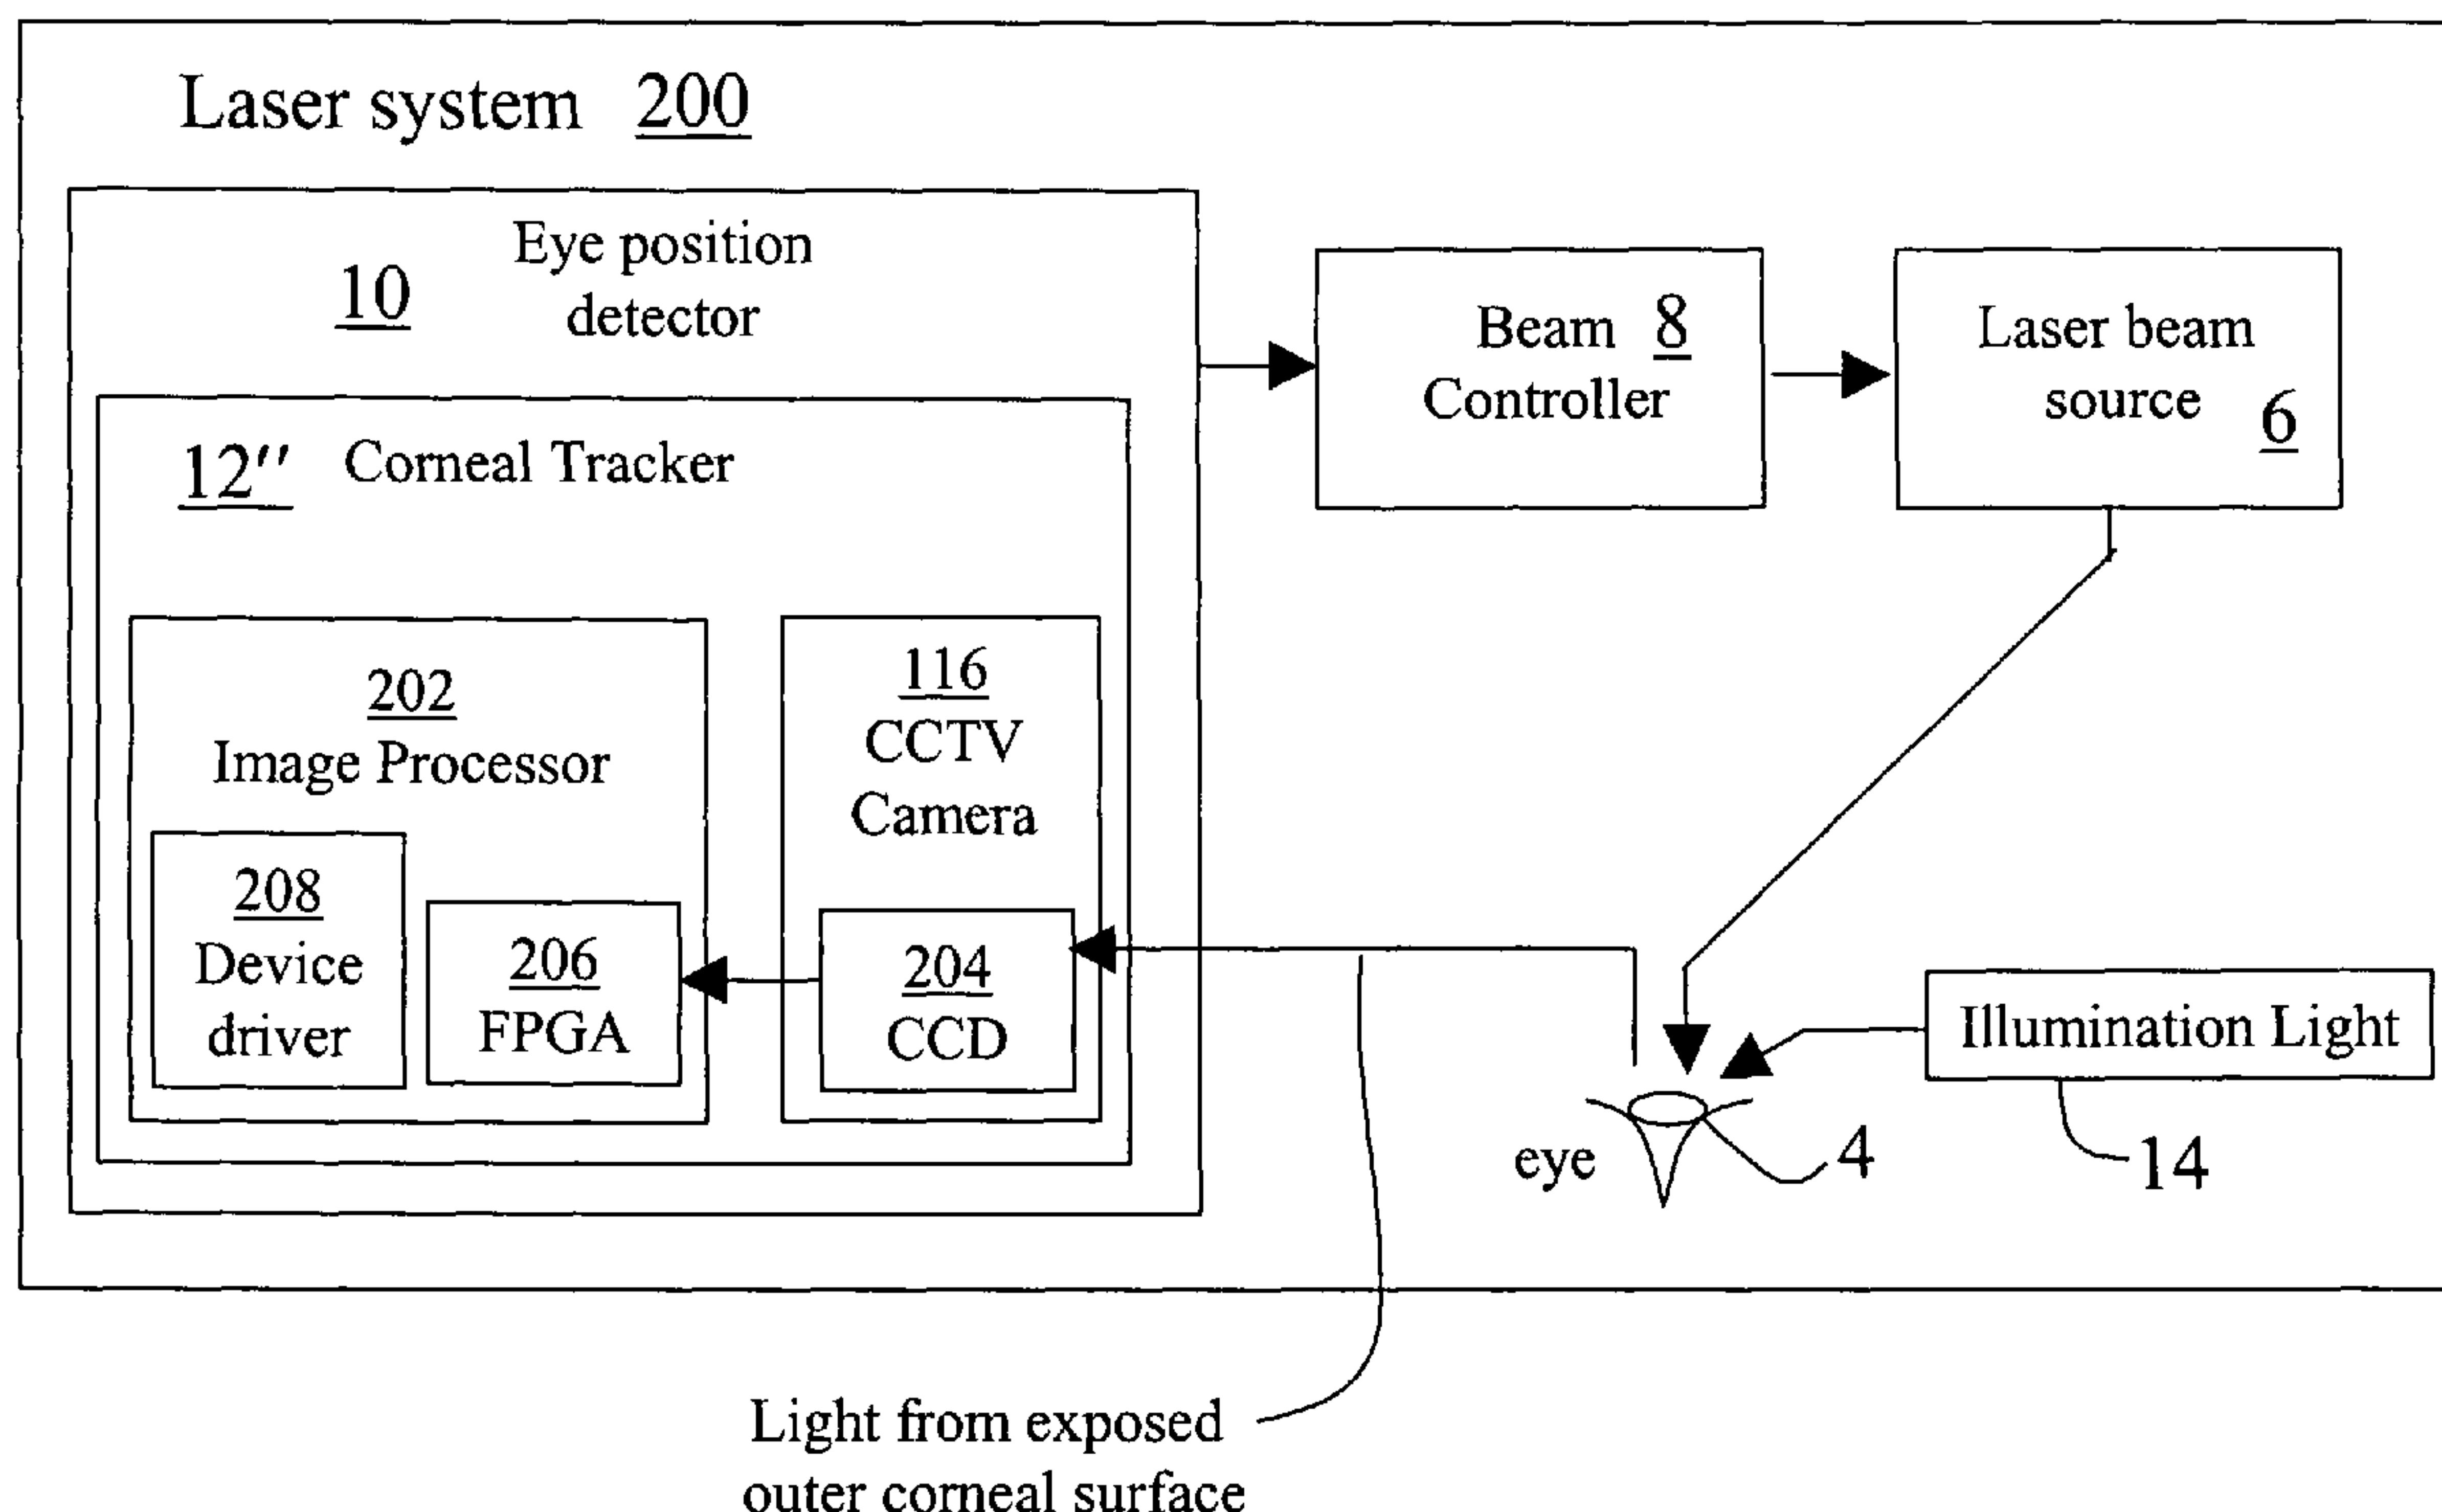 Laser system 200
Eye position
10
detector
Beam 8
Controller
Laser beam
source 6
12'' Corneal Tracker
202
Image Processor
116
CCTV
Camera
208
Device
driver
206
FPGA
204
CCD
Illumination Light
eye
4
14
Light from exposed
outer corneal surface